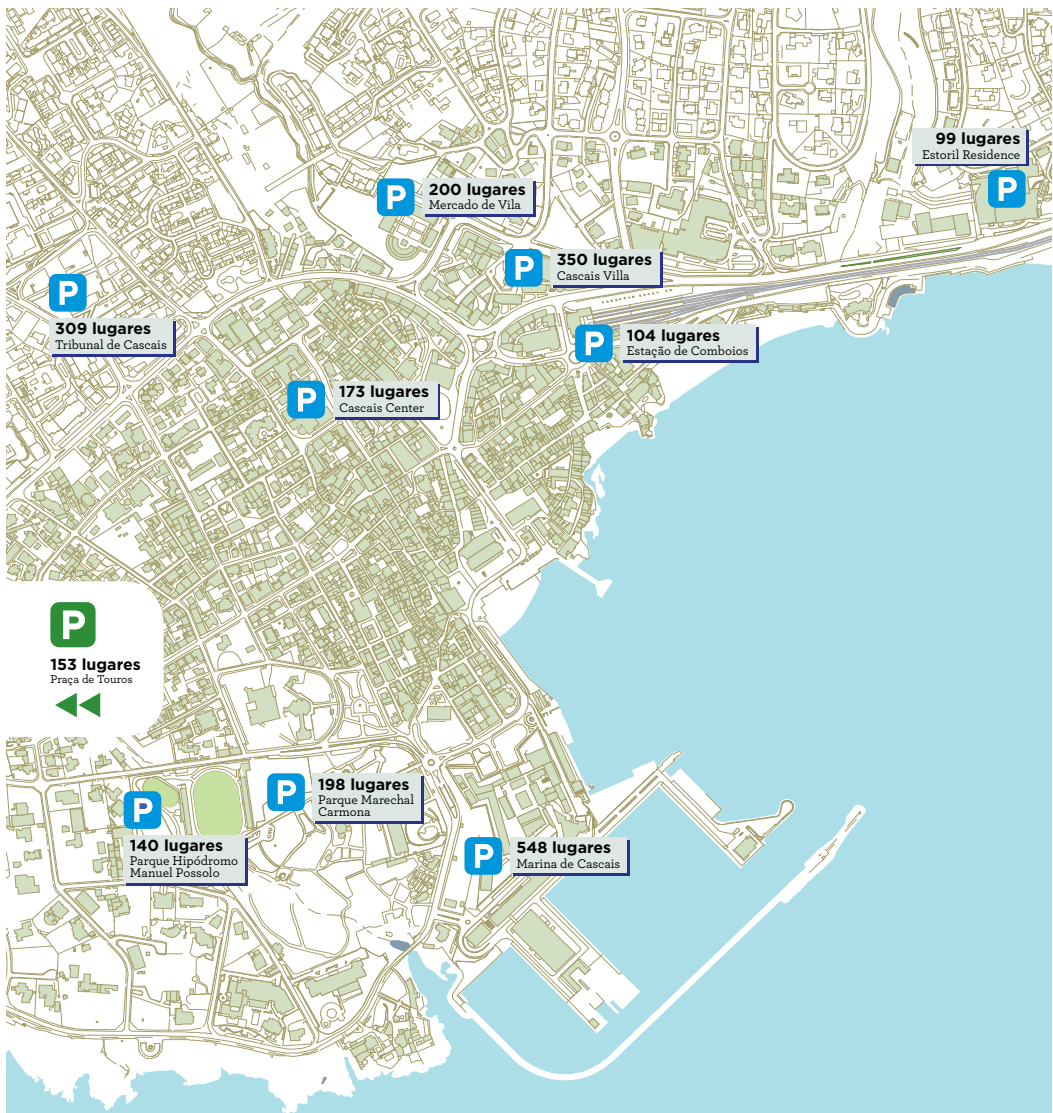 99 lugares
Estoril Residence
P
P
200 lugares
Mercado de Vila
P
350 lugares
Cascais Villa
P
309 lugares
Tribunal de Cascais
P
104 lugares
Estação de Comboios
P
173 lugares
Cascais Center
P
153 lugares
Praça de Touros
P
198 lugares
Parque Marechal
Carmona
P
140 lugares
Parque Hipódromo
Manuel Possolo
P
548 lugares
Marina de Cascais